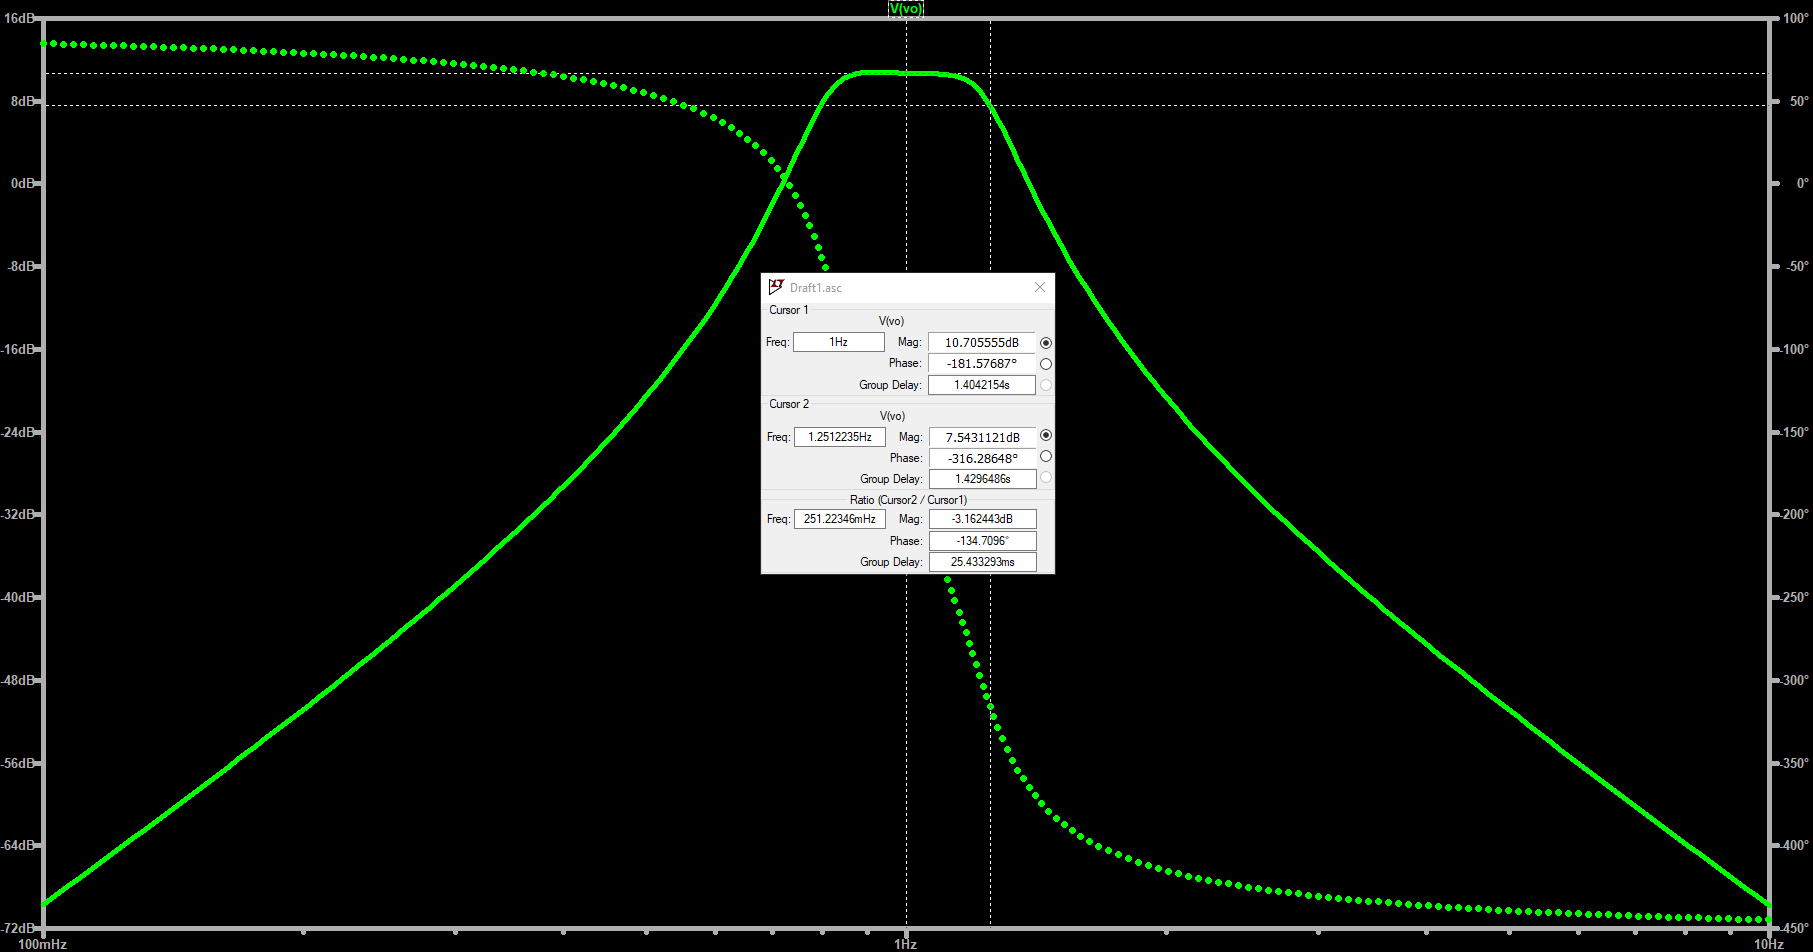 V(vo)
16dB
8dB
0dB
-8dB
-16dB
-24dB
-32dB
-40dB
-48dB
-56dB
-64dB
-72dB
100°
50°
0°
-50°
-100°
-150°
-200°
-250°
-300°
-350°
-400°
-450°
Draft1.asc
Cursor 1
V(vo)
Freq: 1Hz Mag: 10.705555dB
Phase: -181.57687°
Group Delay: 1.4042154s
Cursor 2
V(vo)
Freq: 1.2512235Hz Mag: 7.5431121dB
Phase: -316.28648°
Group Delay: 1.4296486s
Ratio (Cursor2 / Cursor1)
Freq: 251.22346mHz Mag: -3.162443dB
Phase: -134.7096°
Group Delay: 25.433293ms
100mHz 1Hz 10Hz